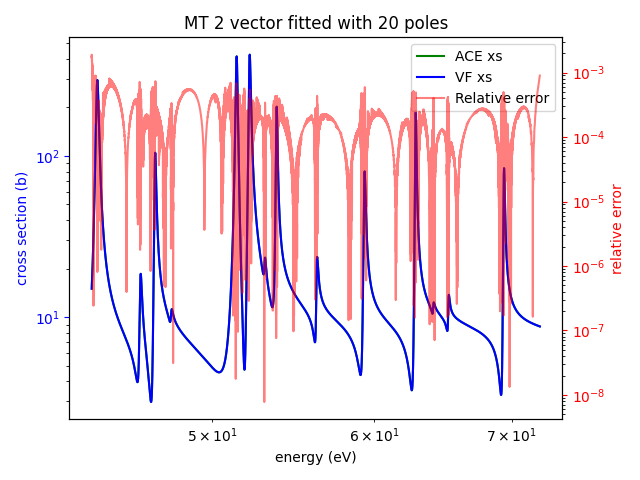 MT 2 vector fitted with 20 poles
ACE xs
VF xs
Relative error
cross section (b)
10²
10¹
relative error
10⁻³
10⁻⁴
10⁻⁵
10⁻⁶
10⁻⁷
10⁻⁸
5 × 10¹
6 × 10¹
7 × 10¹
energy (eV)